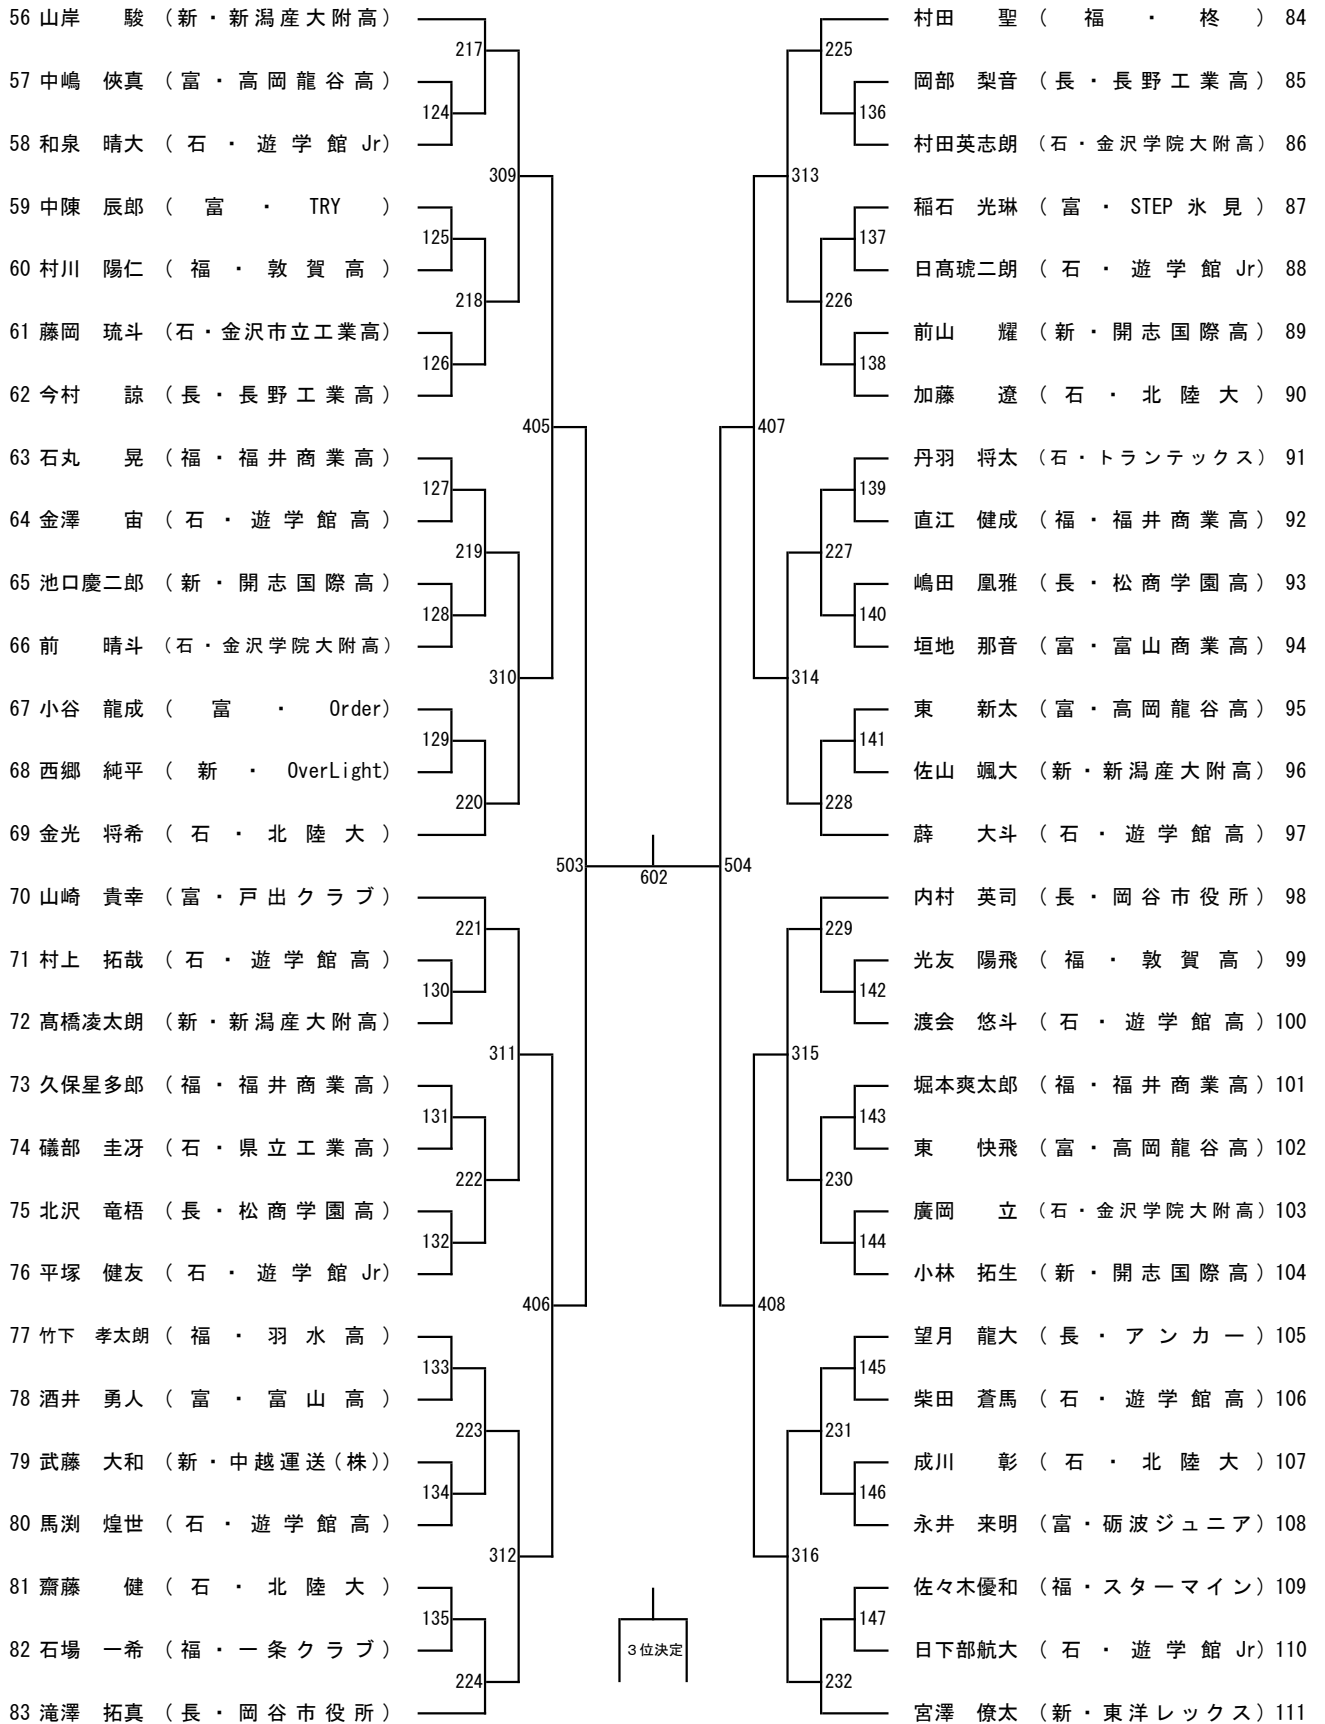 56 山岸　　駿 (新・新潟産大附高)
217
57 中嶋　俠真 (富・高岡龍谷高)
124
58 和泉　晴大 (石・遊学館Jr)
309
59 中陳　辰郎 (富・TRY)
125
60 村川　陽仁 (福・敦賀高)
218
61 藤岡　琉斗 (石・金沢市立工業高)
126
62 今村　　諒 (長・長野工業高)
405
63 石丸　　晃 (福・福井商業高)
127
64 金澤　　宙 (石・遊学館高)
219
65 池口慶二郎 (新・開志国際高)
128
66 前　　晴斗 (石・金沢学院大附高)
310
67 小谷　龍成 (富・Order)
129
68 西郷　純平 (新・OverLight)
220
69 金光　将希 (石・北陸大)
503
70 山崎　貴幸 (富・戸出クラブ)
221
71 村上　拓哉 (石・遊学館高)
130
72 髙橋凌太朗 (新・新潟産大附高)
311
73 久保星多郎 (福・福井商業高)
131
74 礒部　圭冴 (石・県立工業高)
222
75 北沢　竜梧 (長・松商学園高)
132
76 平塚　健友 (石・遊学館Jr)
406
77 竹下　孝太朗 (福・羽水高)
133
78 酒井　勇人 (富・富山高)
223
79 武藤　大和 (新・中越運送(株))
134
80 馬渕　煌世 (石・遊学館高)
312
81 齋藤　　健 (石・北陸大)
135
82 石場　一希 (福・一条クラブ)
224
83 滝澤　拓真 (長・岡谷市役所)
602
３位決定
村田　　聖 (福・柊) 84
225
岡部　梨音 (長・長野工業高) 85
136
村田英志朗 (石・金沢学院大附高) 86
313
稲石　光琳 (富・STEP氷見) 87
137
日髙琥二朗 (石・遊学館Jr) 88
226
前山　　耀 (新・開志国際高) 89
138
加藤　　遼 (石・北陸大) 90
407
丹羽　将太 (石・トランテックス) 91
139
直江　健成 (福・福井商業高) 92
227
嶋田　凰雅 (長・松商学園高) 93
140
垣地　那音 (富・富山商業高) 94
314
東　　新太 (富・高岡龍谷高) 95
141
佐山　颯大 (新・新潟産大附高) 96
228
薛　　大斗 (石・遊学館高) 97
504
内村　英司 (長・岡谷市役所) 98
229
光友　陽飛 (福・敦賀高) 99
142
渡会　悠斗 (石・遊学館高) 100
315
堀本爽太郎 (福・福井商業高) 101
143
東　　快飛 (富・高岡龍谷高) 102
230
廣岡　　立 (石・金沢学院大附高) 103
144
小林　拓生 (新・開志国際高) 104
408
望月　龍大 (長・アンカー) 105
145
柴田　蒼馬 (石・遊学館高) 106
231
成川　　彰 (石・北陸大) 107
146
永井　来明 (富・砺波ジュニア) 108
316
佐々木優和 (福・スターマイン) 109
147
日下部航大 (石・遊学館Jr) 110
232
宮澤　僚太 (新・東洋レックス) 111